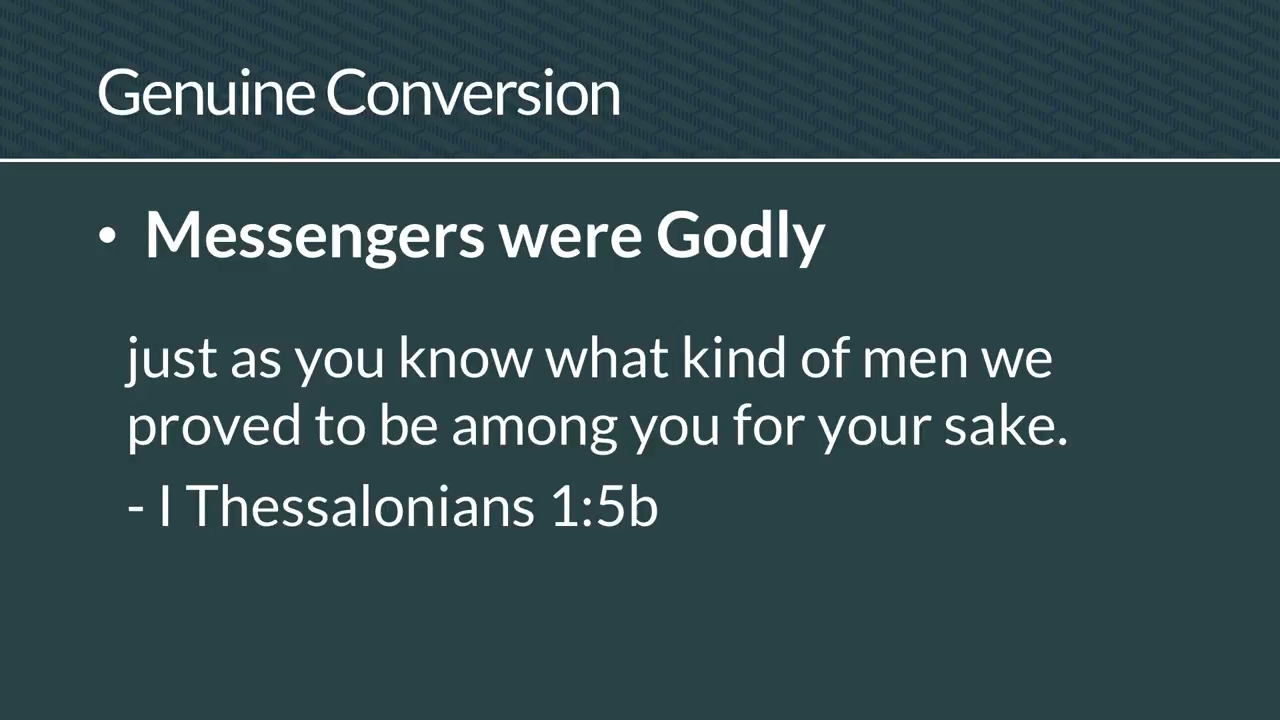 Genuine Conversion
• Messengers were Godly
just as you know what kind of men we
proved to be among you for your sake.
- I Thessalonians 1:5b